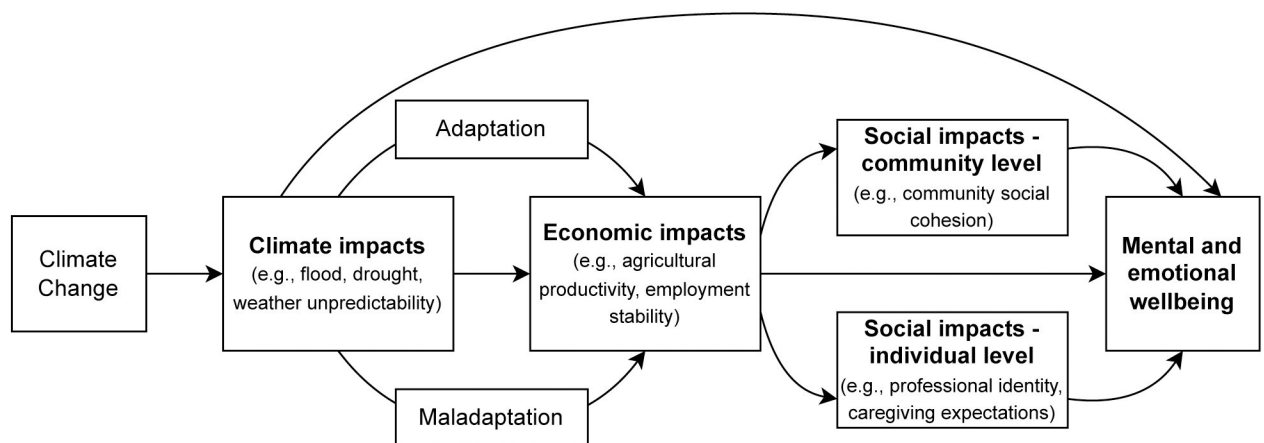 Climate
Change
Climate impacts
(e.g., flood, drought,
weather unpredictability)
Adaptation
Maladaptation
Economic impacts
(e.g., agricultural
productivity, employment
stability)
Social impacts -
community level
(e.g., community social
cohesion)
Social impacts -
individual level
(e.g., professional identity,
caregiving expectations)
Mental and
emotional
wellbeing